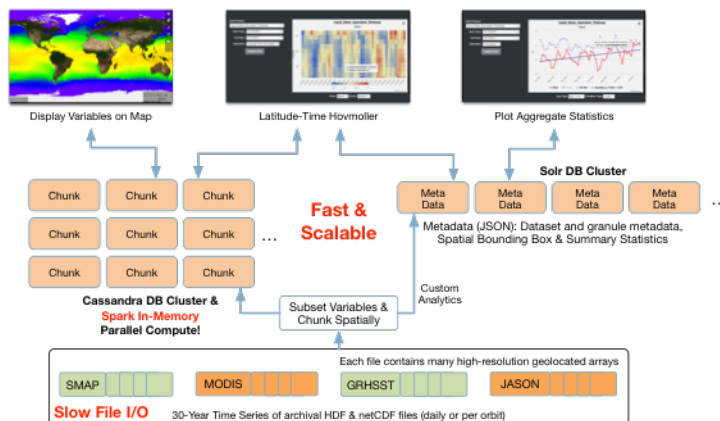 Display Variables on Map
Latitude-Time Hovmoller
Plot Aggregate Statistics
Solr DB Cluster
Chunk Chunk Chunk
Meta Data Meta Data Meta Data Meta Data ...
Chunk Chunk Chunk ...
Fast &
Scalable
Metadata (JSON): Dataset and granule metadata,
Spatial Bounding Box & Summary Statistics
Chunk Chunk Chunk
Cassandra DB Cluster &
Spark In-Memory
Parallel Compute!
Subset Variables &
Chunk Spatially
Custom
Analytics
Each file contains many high-resolution geolocated arrays
SMAP MODIS GRHSST JASON
Slow File I/O
30-Year Time Series of archival HDF & netCDF files (daily or per orbit)